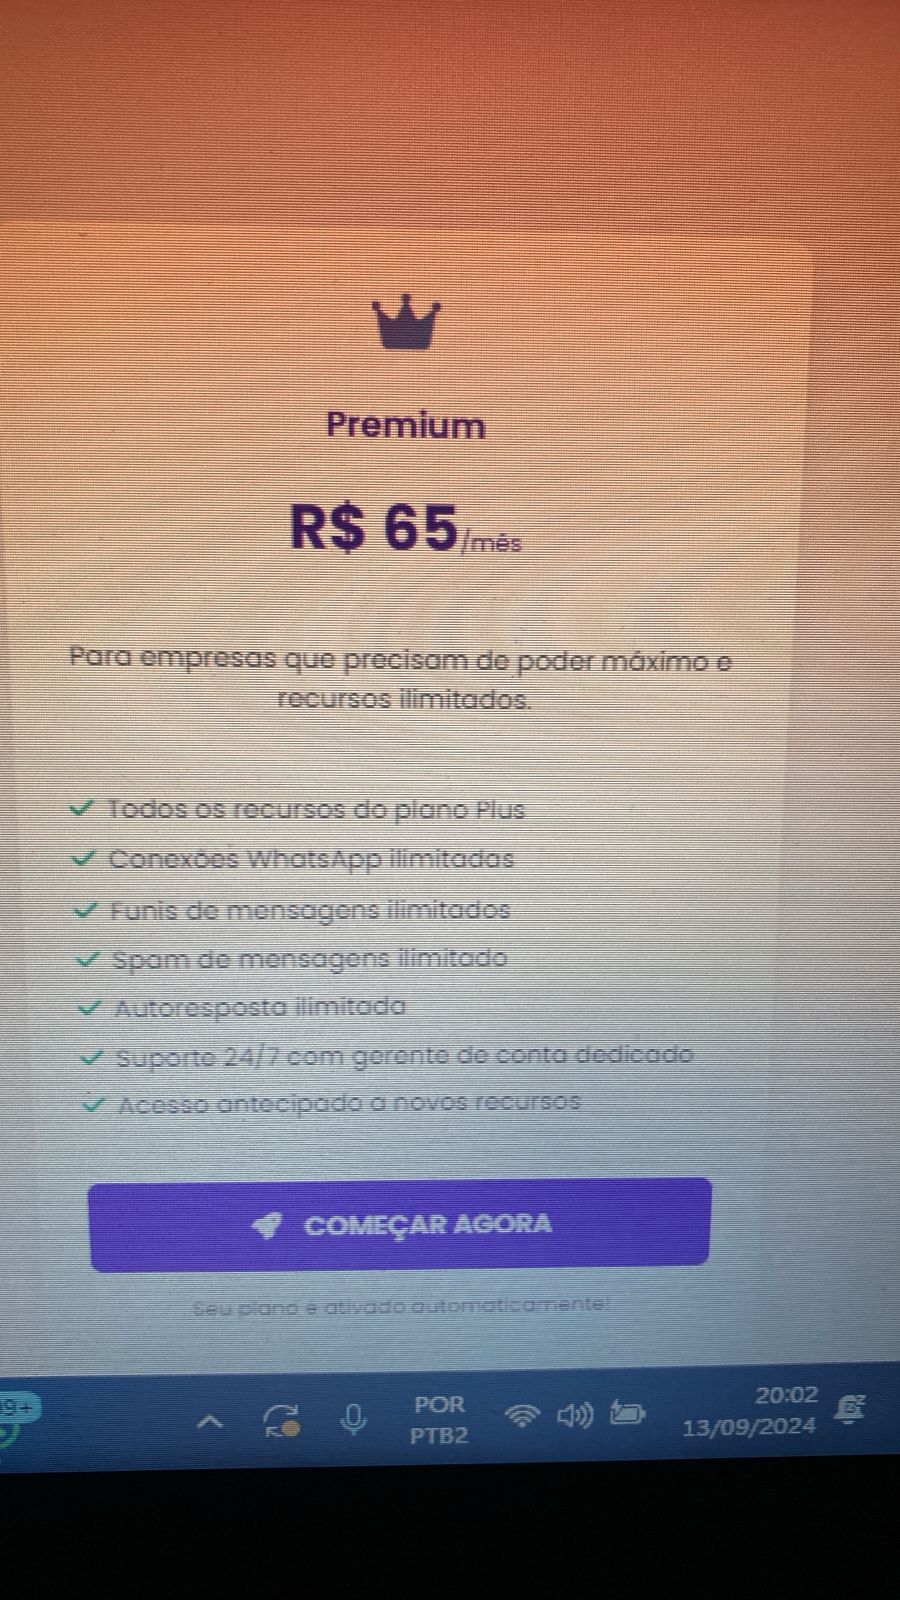 Premium
R$ 65/mês
Para empresas que precisam de poder máximo e
recursos ilimitados.
Todos os recursos do plano Plus
Conexões WhatsApp ilimitadas
Funis de mensagens ilimitados
Spam de mensagens ilimitado
Autoresposta ilimitada
Suporte 24/7 com gerente de conta dedicado
Acesso antecipado a novos recursos
COMEÇAR AGORA
Seu plano é ativado automaticamente!
POR
PTB2
20:02
13/09/2024